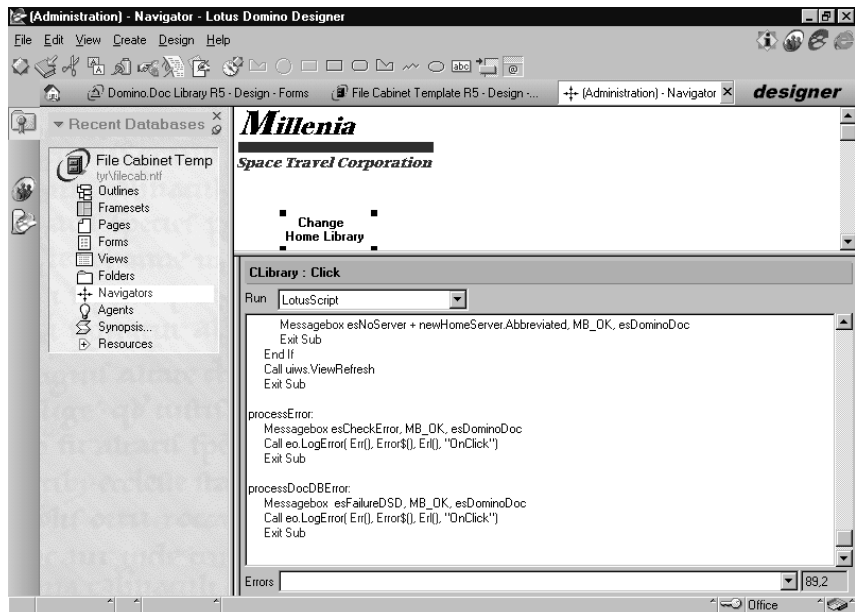 (Administration) - Navigator - Lotus Domino Designer
File Edit View Create Design Help
Domino.Doc Library R5 - Design - Forms
File Cabinet Template R5 - Design -...
(Administration) - Navigator
designer
Recent Databases
File Cabinet Temp
tyr\filecab.ntf
Outlines
Framesets
Pages
Forms
Views
Folders
Navigators
Agents
Synopsis...
Resources
Millenia
Space Travel Corporation
Change
Home Library
CLibrary : Click
Run LotusScript
Messagebox esNoServer + newHomeServer.Abbreviated, MB_OK, esDominoDoc
Exit Sub
End If
Call uiws.ViewRefresh
Exit Sub
processError:
Messagebox esCheckError, MB_OK, esDominoDoc
Call eo.LogError( Err(), Error$(), Erl(), "OnClick")
Exit Sub
processDocDBError:
Messagebox esFailureDSD, MB_OK, esDominoDoc
Call eo.LogError( Err(), Error$(), Erl(), "OnClick")
Exit Sub
Errors
89,2
Office